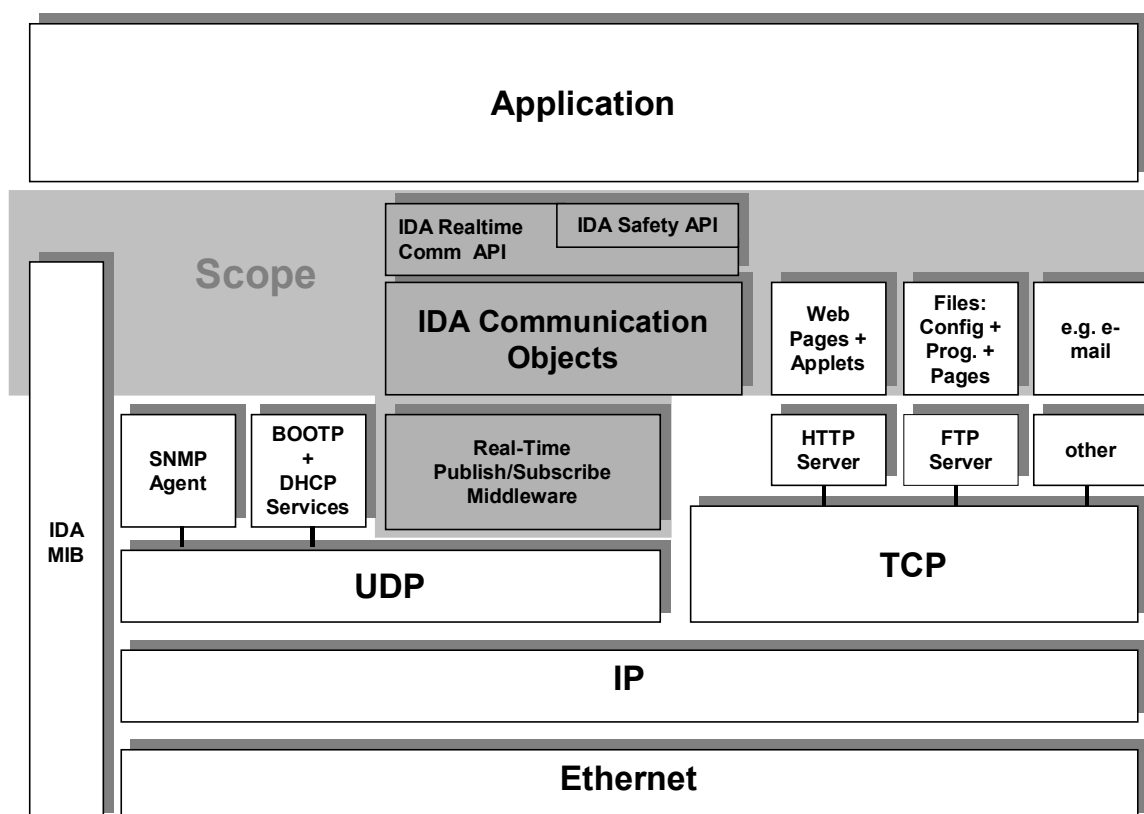 Application
IDA Realtime
Comm API
IDA Safety API
Scope
IDA Communication
Objects
Web
Pages +
Applets
Files:
Config +
Prog. +
Pages
e.g. e-
mail
SNMP
Agent
BOOTP
+
DHCP
Services
Real-Time
Publish/Subscribe
Middleware
HTTP
Server
FTP
Server
other
IDA
MIB
UDP
TCP
IP
Ethernet